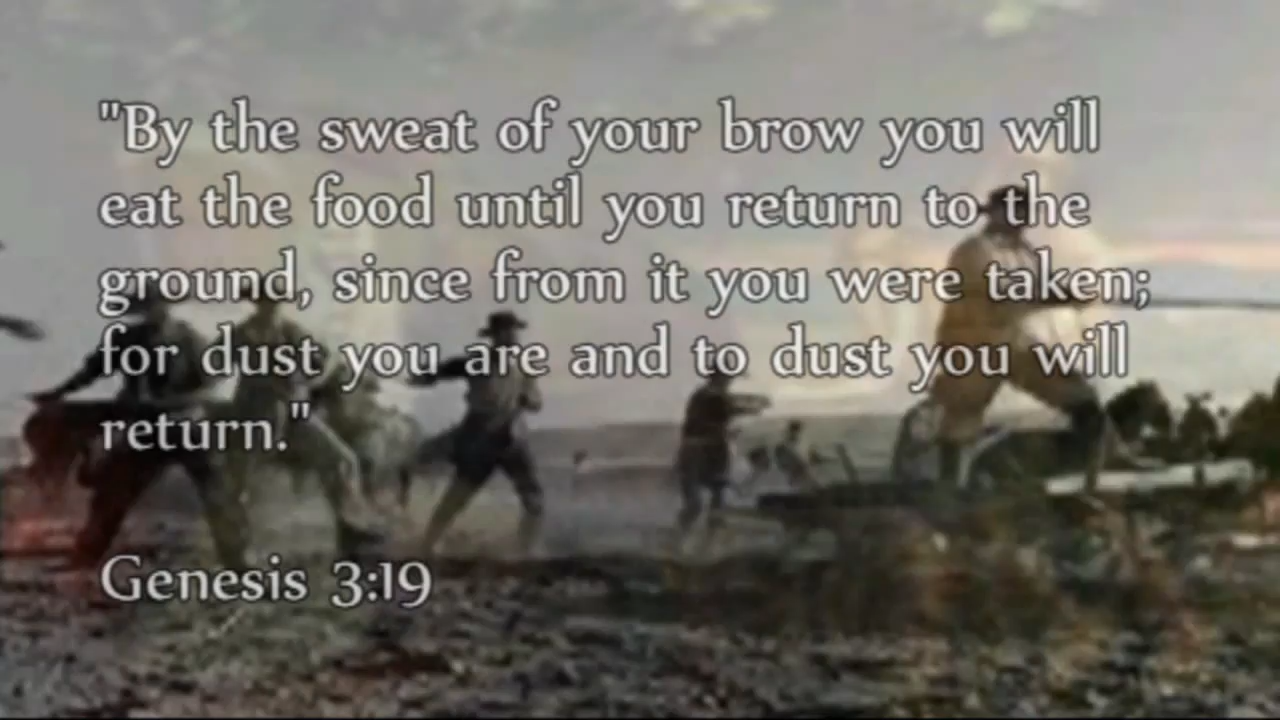 "By the sweat of your brow you will
eat the food until you return to the
ground, since from it you were taken;
for dust you are and to dust you will
return."
Genesis 3:19